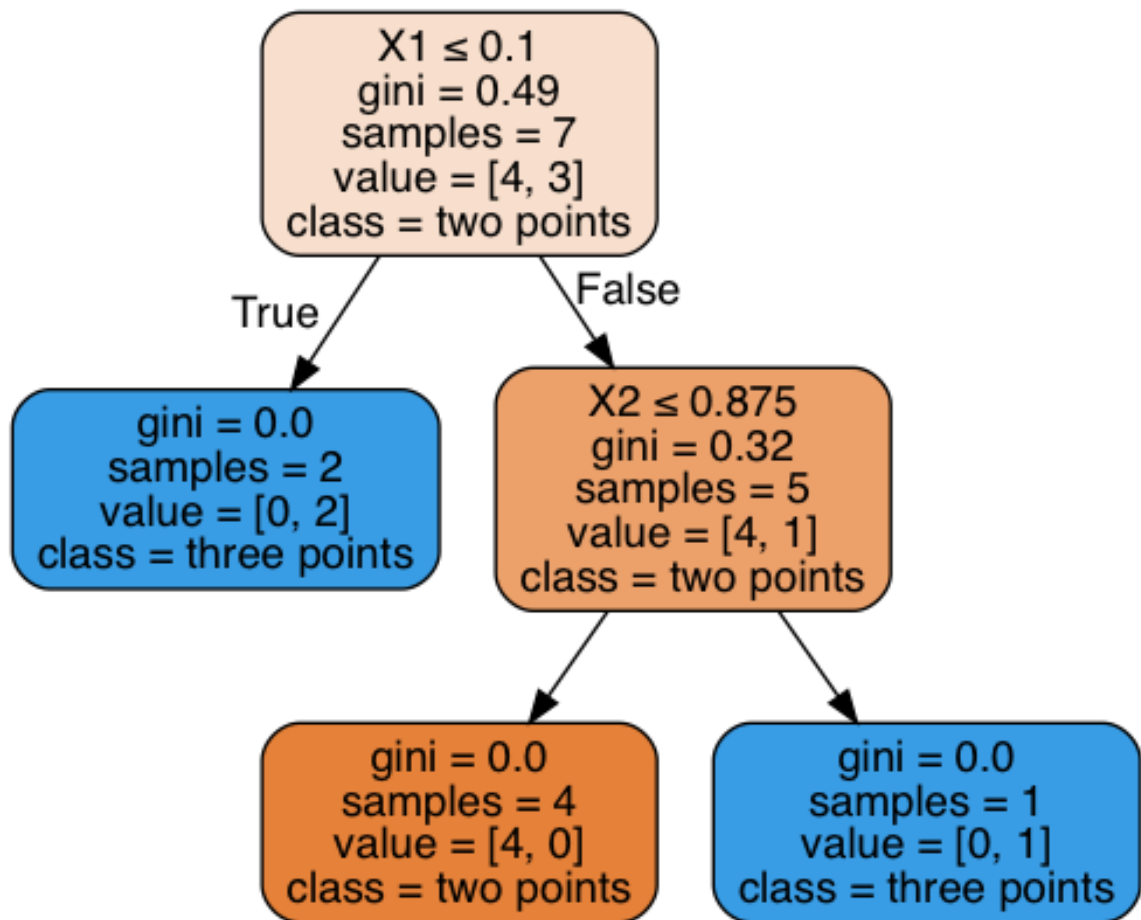 X1 ≤ 0.1
gini = 0.49
samples = 7
value = [4, 3]
class = two points
True
False
gini = 0.0
samples = 2
value = [0, 2]
class = three points
X2 ≤ 0.875
gini = 0.32
samples = 5
value = [4, 1]
class = two points
gini = 0.0
samples = 4
value = [4, 0]
class = two points
gini = 0.0
samples = 1
value = [0, 1]
class = three points